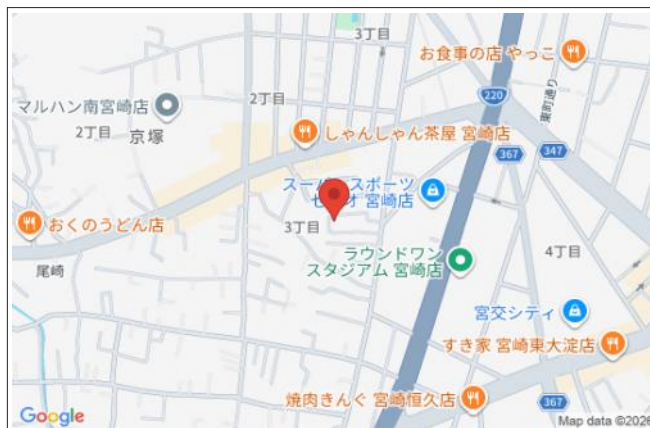 3丁目
お食事の店 やっこ
220
東町通り
マルハン南宮崎店
2丁目
2丁目
京塚
しゃんしゃん茶屋 宮崎店
367
347
スーパースポーツ
ゼビオ 宮崎店
おくのうどん店
3丁目
尾崎
ラウンドワン
スタジアム 宮崎店
4丁目
宮交シティ
すき家 宮崎東大淀店
焼肉きんぐ 宮崎恒久店
367
Google
Map data ©2026